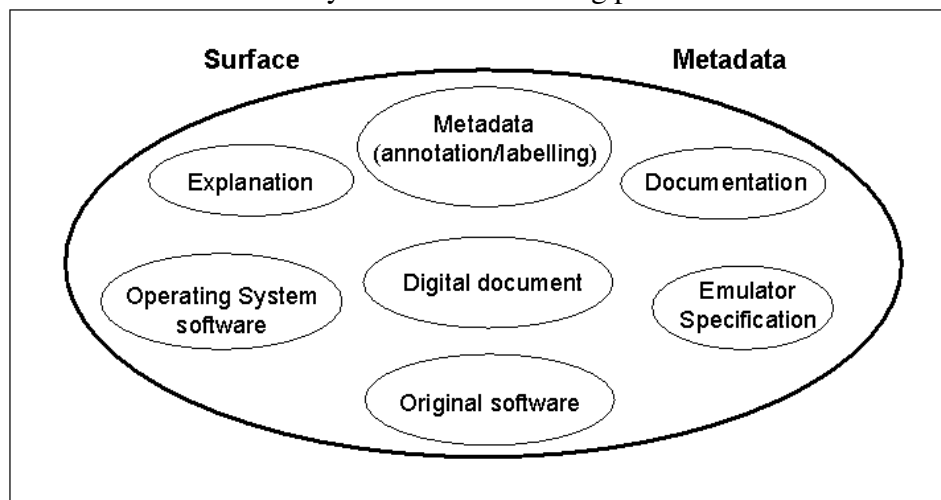 Surface
Metadata
Metadata
(annotation/labelling)
Explanation
Documentation
Digital document
Operating System
software
Emulator
Specification
Original software